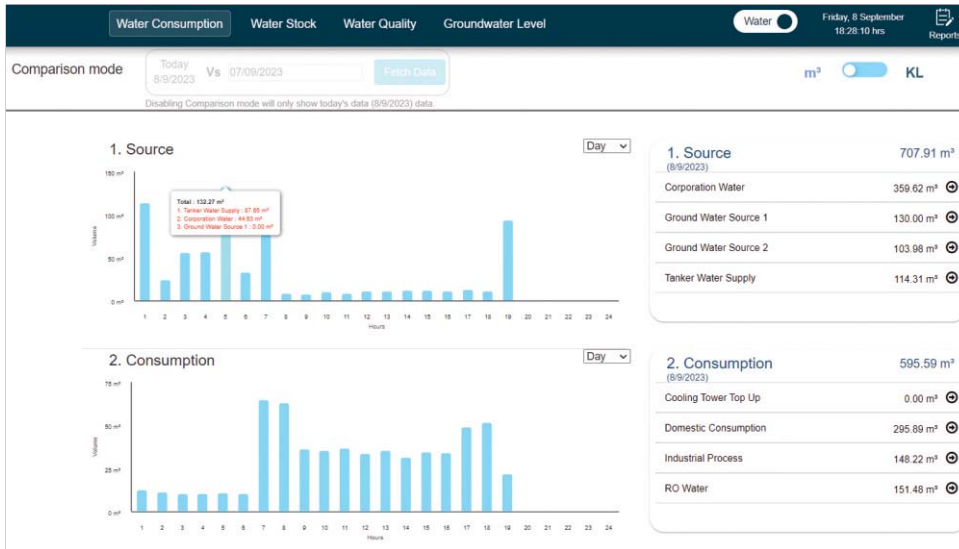 Water Consumption Water Stock Water Quality Groundwater Level Water Friday, 8 September
18:28:10 hrs Reports
Comparison mode Today
8/9/2023 Vs 07/09/2023 Fetch Data m³ KL
Disabling Comparison mode will only show today's data (8/9/2023) data.
1. Source Day
150 m³
100 m³
50 m³
0 m³
Volume
Total : 132.27 m³
1. Tanker Water Supply : 87.65 m³
2. Corporation Water : 44.63 m³
3. Ground Water Source 1 : 0.00 m³
1 2 3 4 5 6 7 8 9 10 11 12 13 14 15 16 17 18 19 20 21 22 23 24
Hours
1. Source 707.91 m³
(8/9/2023)
Corporation Water 359.62 m³
Ground Water Source 1 130.00 m³
Ground Water Source 2 103.98 m³
Tanker Water Supply 114.31 m³
2. Consumption Day
75 m³
50 m³
25 m³
0 m³
Volume
1 2 3 4 5 6 7 8 9 10 11 12 13 14 15 16 17 18 19 20 21 22 23 24
Hours
2. Consumption 595.59 m³
(8/9/2023)
Cooling Tower Top Up 0.00 m³
Domestic Consumption 295.89 m³
Industrial Process 148.22 m³
RO Water 151.48 m³